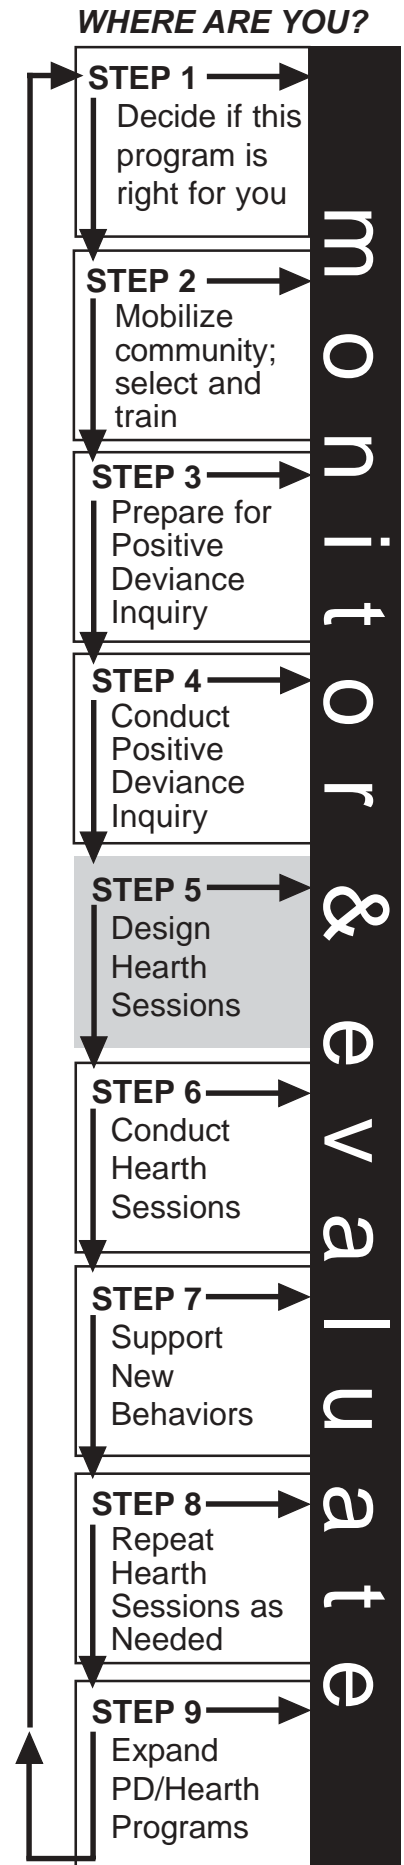 WHERE ARE YOU?
STEP 1
Decide if this
program is
right for you
STEP 2
Mobilize
community;
select and
train
STEP 3
Prepare for
Positive
Deviance
Inquiry
STEP 4
Conduct
Positive
Deviance
Inquiry
STEP 5
Design
Hearth
Sessions
STEP 6
Conduct
Hearth
Sessions
STEP 7
Support
New
Behaviors
STEP 8
Repeat
Hearth
Sessions as
Needed
STEP 9
Expand
PD/Hearth
Programs
monitor & evaluate